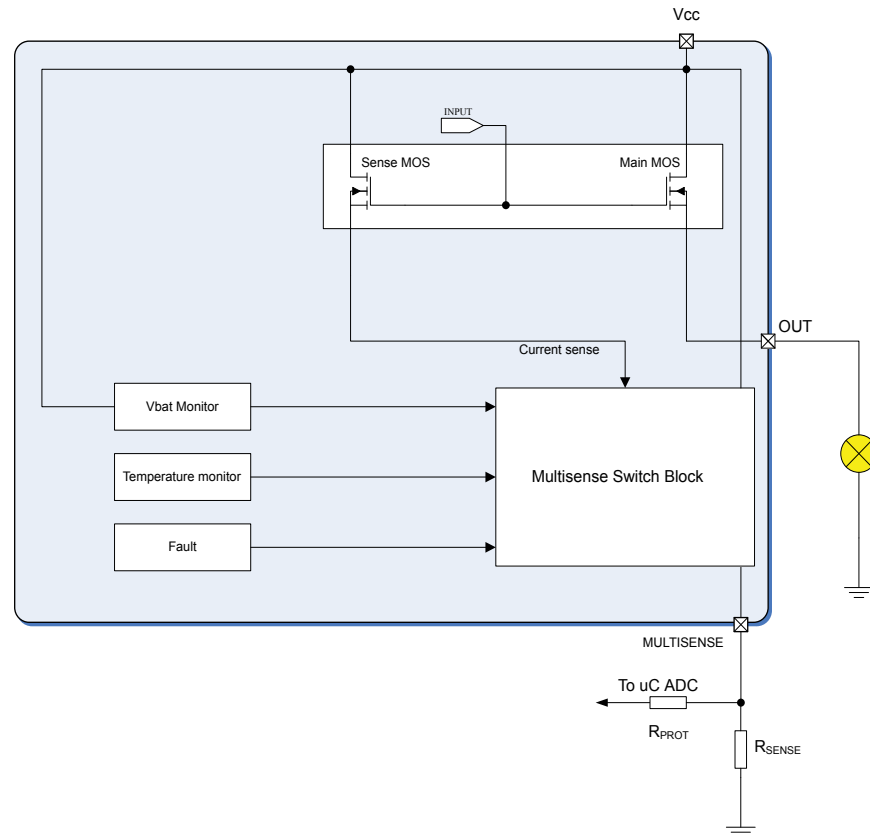 Vcc
INPUT
Sense MOS
Main MOS
OUT
Current sense
Vbat Monitor
Temperature monitor
Multisense Switch Block
Fault
MULTISENSE
To uC ADC
RPROT
RSENSE